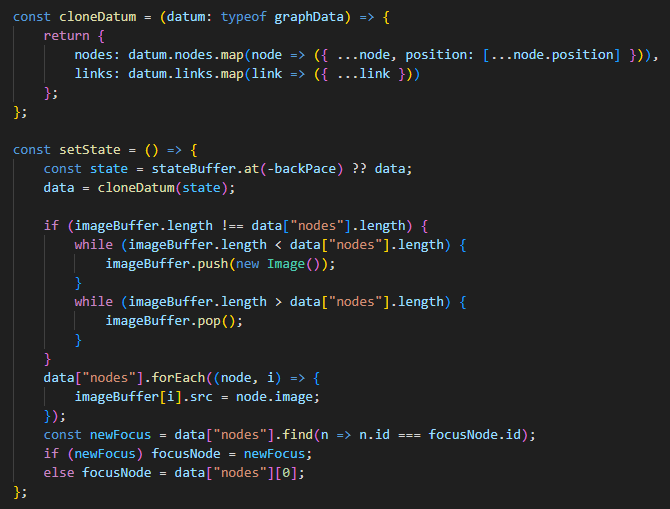 const cloneDatum = (datum: typeof graphData) => {
    return {
        nodes: datum.nodes.map(node => ({ ...node, position: [...node.position] })),
        links: datum.links.map(link => ({ ...link }))
    };
};

const setState = () => {
    const state = stateBuffer.at(-backPace) ?? data;
    data = cloneDatum(state);

    if (imageBuffer.length !== data["nodes"].length) {
        while (imageBuffer.length < data["nodes"].length) {
            imageBuffer.push(new Image());
        }
        while (imageBuffer.length > data["nodes"].length) {
            imageBuffer.pop();
        }
    }
    data["nodes"].forEach((node, i) => {
        imageBuffer[i].src = node.image;
    });
    const newFocus = data["nodes"].find(n => n.id === focusNode.id);
    if (newFocus) focusNode = newFocus;
    else focusNode = data["nodes"][0];
};